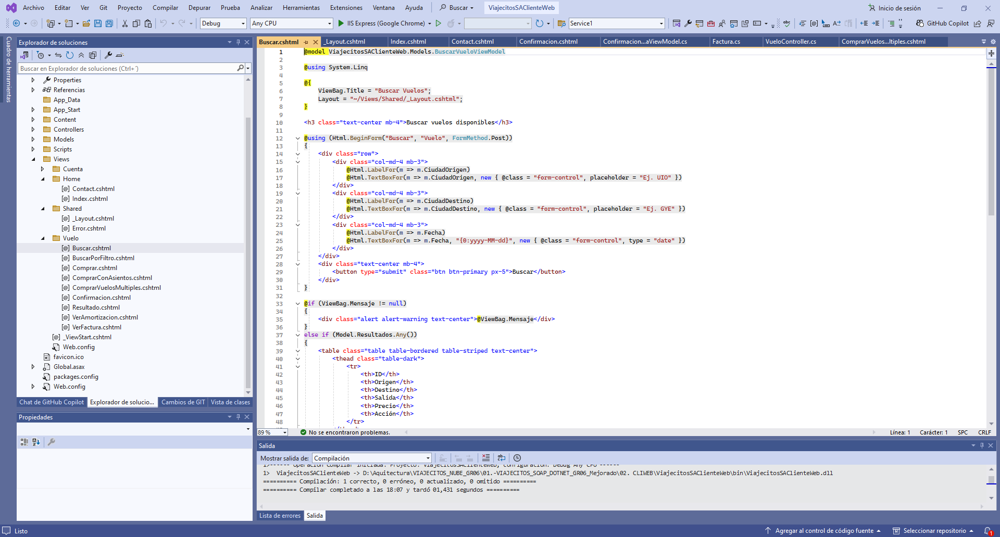 Archivo Editar Ver Git Proyecto Compilar Depurar Prueba Analizar Herramientas Extensiones Ventana Ayuda Buscar ViajecitosSAClienteWeb Inicio de sesión
Debug Any CPU IIS Express (Google Chrome) Service1 GitHub Copilot
Cuadro de herramientas
Explorador de soluciones
Buscar en Explorador de soluciones (Ctrl+´)
Properties
Referencias
App_Data
App_Start
Content
Controllers
Models
Scripts
Views
Cuenta
Home
Contact.cshtml
Index.cshtml
Shared
_Layout.cshtml
Error.cshtml
Vuelo
Buscar.cshtml
BuscarPorFiltro.cshtml
Comprar.cshtml
ComprarConAsientos.cshtml
ComprarVuelosMultiples.cshtml
Confirmacion.cshtml
Resultado.cshtml
VerAmortizacion.cshtml
VerFactura.cshtml
_ViewStart.cshtml
Web.config
favicon.ico
Global.asax
packages.config
Web.config
Chat de GitHub Copilot Explorador de solucio... Cambios de GIT Vista de clases
Propiedades
Buscar.cshtml _Layout.cshtml Index.cshtml Contact.cshtml Confirmacion.cshtml Confirmacion...aViewModel.cs Factura.cs VueloController.cs ComprarVuelos...ltiples.cshtml
1 @model ViajecitosSAClienteWeb.Models.BuscarVueloViewModel
2
3 @using System.Linq
4
5 @{
6 ViewBag.Title = "Buscar Vuelos";
7 Layout = "~/Views/Shared/_Layout.cshtml";
8 }
9
10 <h3 class="text-center mb-4">Buscar vuelos disponibles</h3>
11
12 @using (Html.BeginForm("Buscar", "Vuelo", FormMethod.Post))
13 {
14 <div class="row">
15 <div class="col-md-4 mb-3">
16 @Html.LabelFor(m => m.CiudadOrigen)
17 @Html.TextBoxFor(m => m.CiudadOrigen, new { @class = "form-control", placeholder = "Ej. UIO" })
18 </div>
19 <div class="col-md-4 mb-3">
20 @Html.LabelFor(m => m.CiudadDestino)
21 @Html.TextBoxFor(m => m.CiudadDestino, new { @class = "form-control", placeholder = "Ej. GYE" })
22 </div>
23 <div class="col-md-4 mb-3">
24 @Html.LabelFor(m => m.Fecha)
25 @Html.TextBoxFor(m => m.Fecha, "{0:yyyy-MM-dd}", new { @class = "form-control", type = "date" })
26 </div>
27 </div>
28 <div class="text-center mb-4">
29 <button type="submit" class="btn btn-primary px-5">Buscar</button>
30 </div>
31 }
32
33 @if (ViewBag.Mensaje != null)
34 {
35 <div class="alert alert-warning text-center">@ViewBag.Mensaje</div>
36 }
37 else if (Model.Resultados.Any())
38 {
39 <table class="table table-bordered table-striped text-center">
40 <thead class="table-dark">
41 <tr>
42 <th>ID</th>
43 <th>Origen</th>
44 <th>Destino</th>
45 <th>Salida</th>
46 <th>Precio</th>
47 <th>Acción</th>
48 </tr>
89 % No se encontraron problemas. Línea: 1 Carácter: 1 SPC CRLF
Salida
Mostrar salida de: Compilación
1>------ Operación Compilar iniciada: Proyecto: ViajecitosSAClienteWeb, configuración: Debug Any CPU ------
1> ViajecitosSAClienteWeb -> D:\Aquitectura\VIAJECITOS_NUBE_GR06\01.-VIAJECITOS_SOAP_DOTNET_GR06_Mejorado\02. CLIWEB\ViajecitosSAClienteWeb\bin\ViajecitosSAClienteWeb.dll
========== Compilación: 1 correcto, 0 erróneo, 0 actualizado, 0 omitido ==========
========== Compilar completado a las 18:07 y tardó 01,431 segundos ==========
Lista de errores Salida
Listo Agregar al control de código fuente Seleccionar repositorio 1